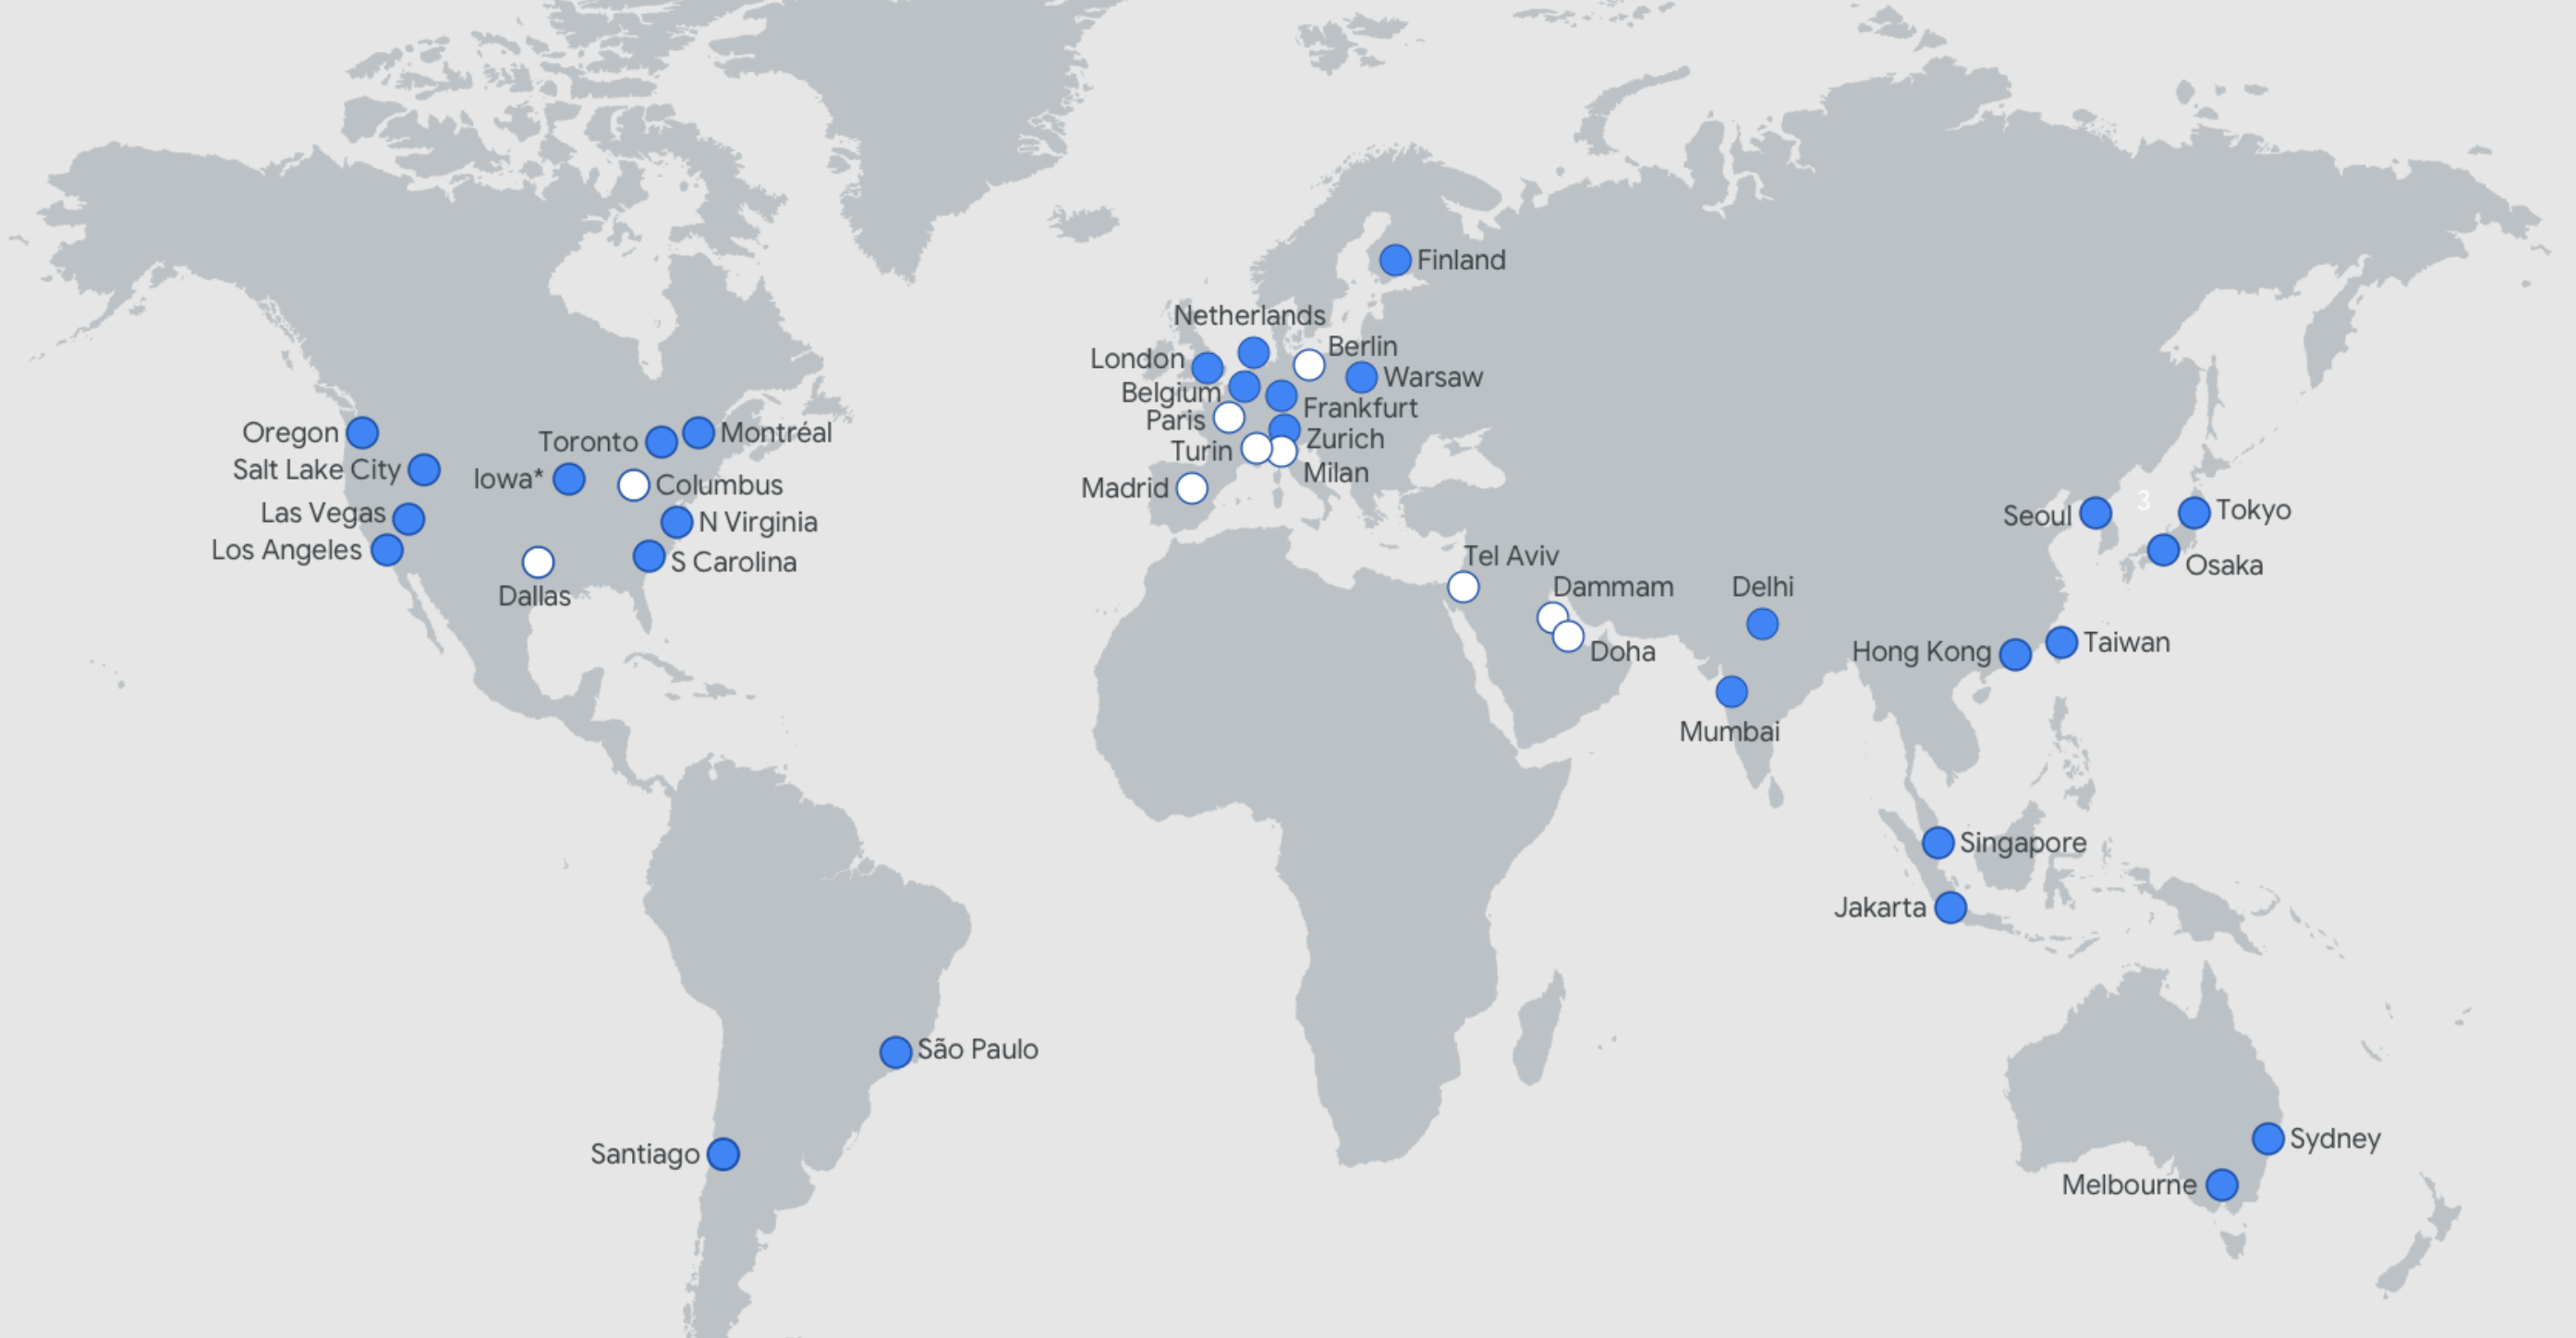 Finland
Netherlands
Berlin
London
Warsaw
Belgium
Frankfurt
Paris
Zurich
Turin
Milan
Madrid
Oregon
Toronto
Montréal
Salt Lake City
Iowa*
Columbus
Las Vegas
N Virginia
Los Angeles
S Carolina
Dallas
3
Seoul
Tokyo
Osaka
Tel Aviv
Dammam
Delhi
Doha
Hong Kong
Taiwan
Mumbai
Singapore
Jakarta
São Paulo
Santiago
Sydney
Melbourne